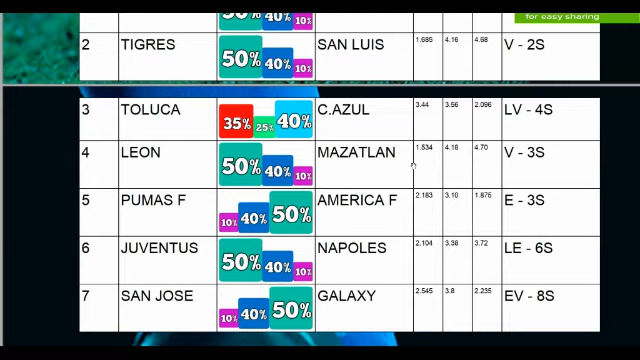 for easy sharing
50% 40% 10%
2 TIGRES 50% 40% 10% SAN LUIS 1.685 4.16 4.68 V - 2S
3 TOLUCA 35% 25% 40% C.AZUL 3.44 3.56 2.096 LV - 4S
4 LEON 50% 40% 10% MAZATLAN 1.534 4.18 4.70 V - 3S
5 PUMAS F 10% 40% 50% AMERICA F 2.183 3.10 1.875 E - 3S
6 JUVENTUS 50% 40% 10% NAPOLES 2.104 3.38 3.72 LE - 6S
7 SAN JOSE 10% 40% 50% GALAXY 2.545 3.8 2.235 EV - 8S